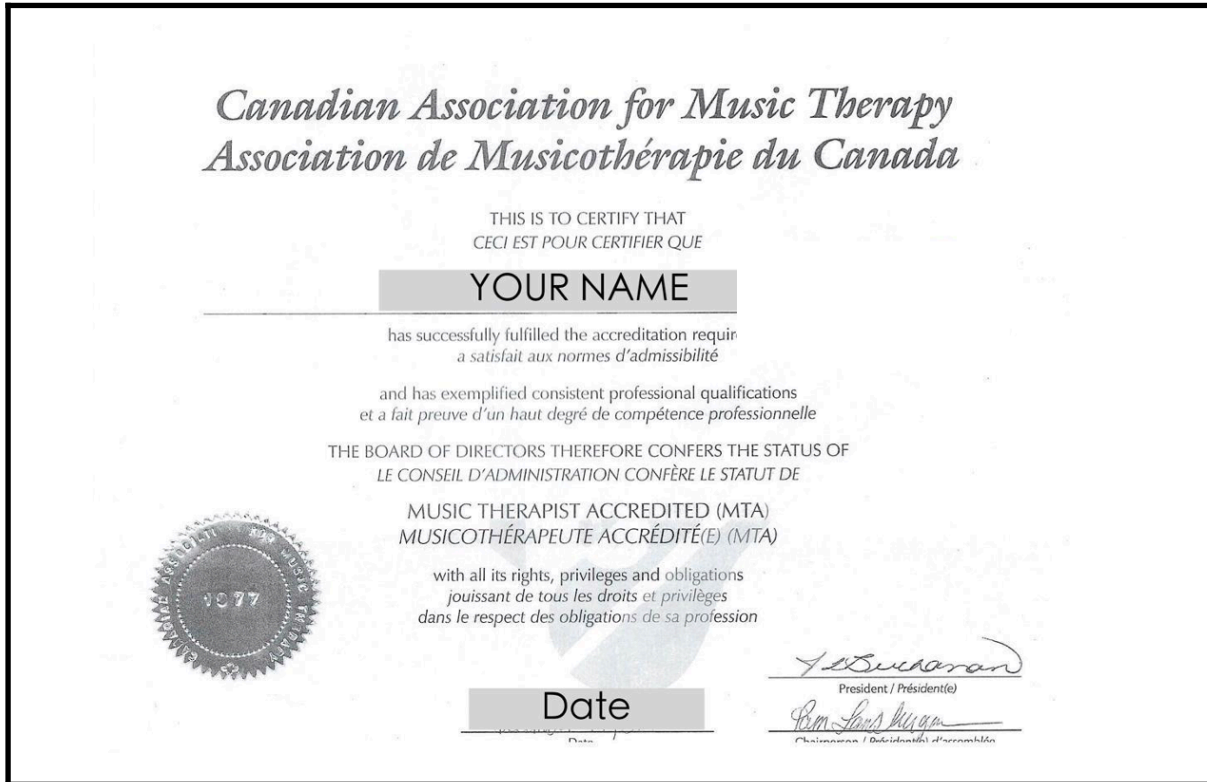 Canadian Association for Music Therapy
Association de Musicothérapie du Canada
THIS IS TO CERTIFY THAT
CECI EST POUR CERTIFIER QUE
YOUR NAME
has successfully fulfilled the accreditation requir
a satisfait aux normes d'admissibilité
and has exemplified consistent professional qualifications
et a fait preuve d'un haut degré de compétence professionnelle
THE BOARD OF DIRECTORS THEREFORE CONFERS THE STATUS OF
LE CONSEIL D'ADMINISTRATION CONFÈRE LE STATUT DE
MUSIC THERAPIST ACCREDITED (MTA)
MUSICOTHÉRAPEUTE ACCRÉDITÉ(E) (MTA)
with all its rights, privileges and obligations
jouissant de tous les droits et privilèges
dans le respect des obligations de sa profession
1977
President / Président(e)
Date
Date
Chairperson / Président(e) d'assemblée